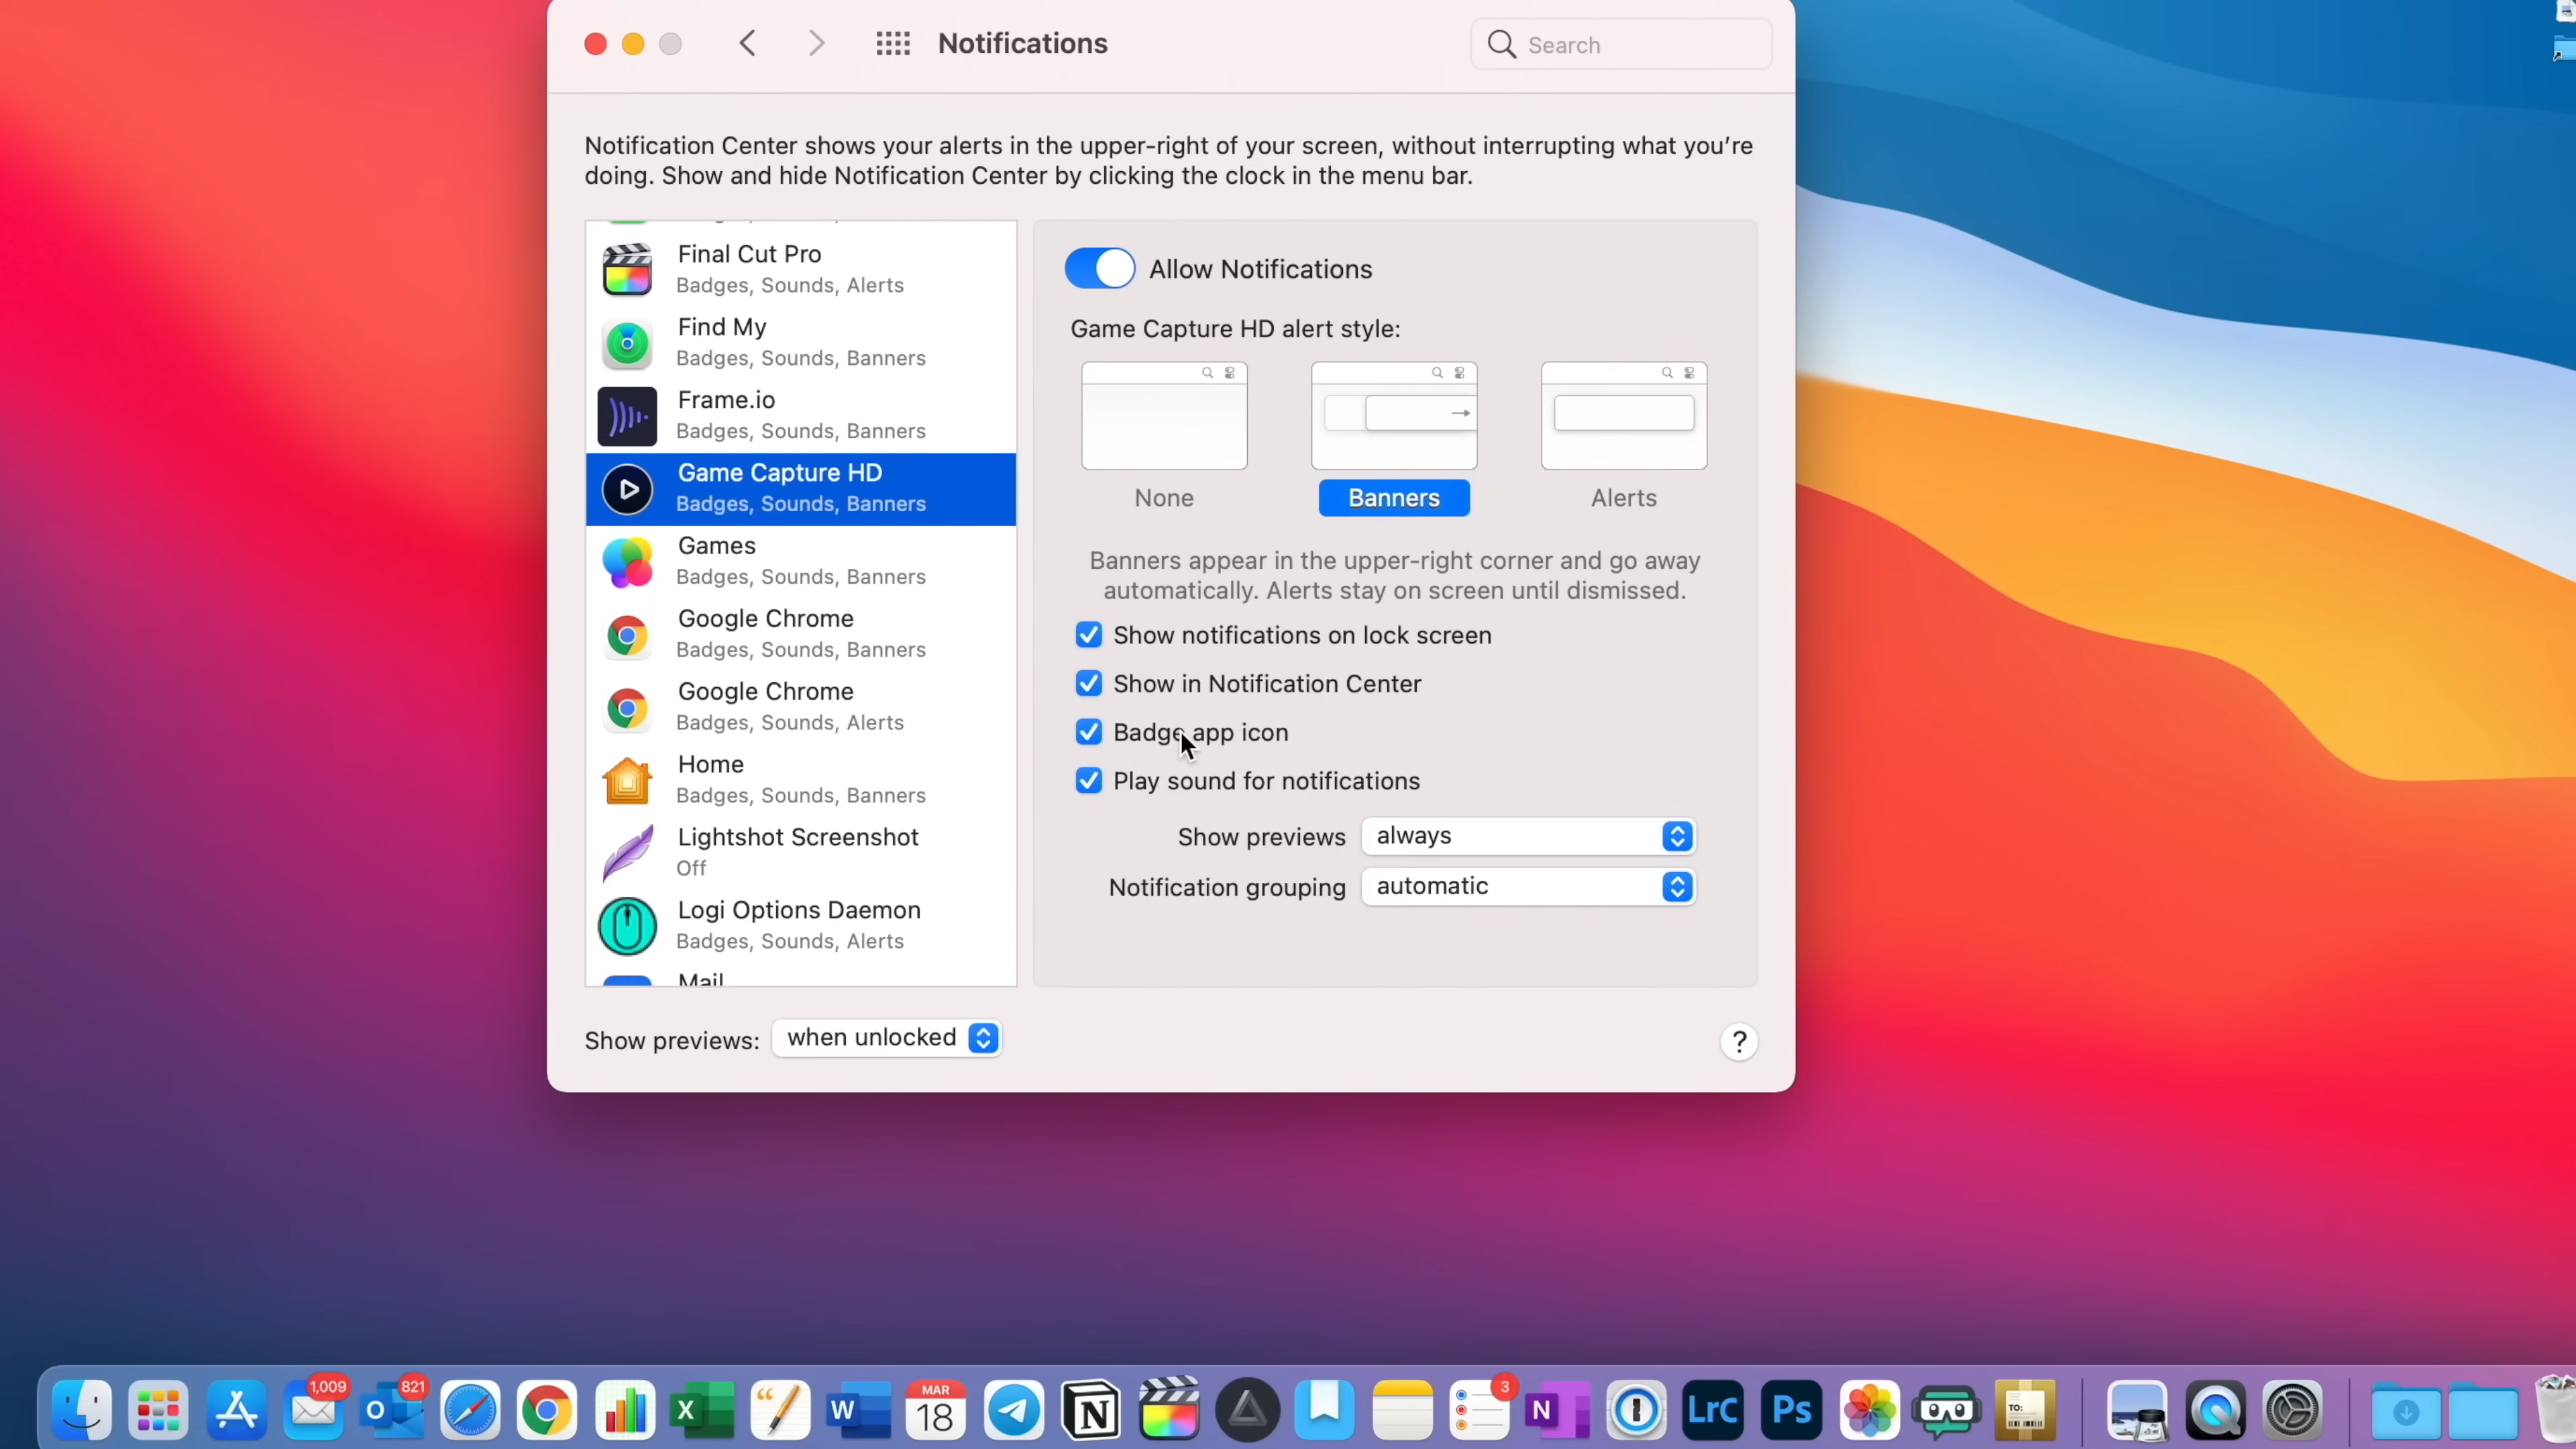 Notifications
Search
Notification Center shows your alerts in the upper-right of your screen, without interrupting what you're
doing. Show and hide Notification Center by clicking the clock in the menu bar.
Final Cut Pro
Badges, Sounds, Alerts
Find My
Badges, Sounds, Banners
Frame.io
Badges, Sounds, Banners
Game Capture HD
Badges, Sounds, Banners
Games
Badges, Sounds, Banners
Google Chrome
Badges, Sounds, Banners
Google Chrome
Badges, Sounds, Alerts
Home
Badges, Sounds, Banners
Lightshot Screenshot
Off
Logi Options Daemon
Badges, Sounds, Alerts
Mail
Allow Notifications
Game Capture HD alert style:
None
Banners
Alerts
Banners appear in the upper-right corner and go away
automatically. Alerts stay on screen until dismissed.
Show notifications on lock screen
Show in Notification Center
Badge app icon
Play sound for notifications
Show previews always
Notification grouping automatic
Show previews: when unlocked
?
1,009
821
O
X
W
MAR
18
N
3
N
LrC
Ps
TO: